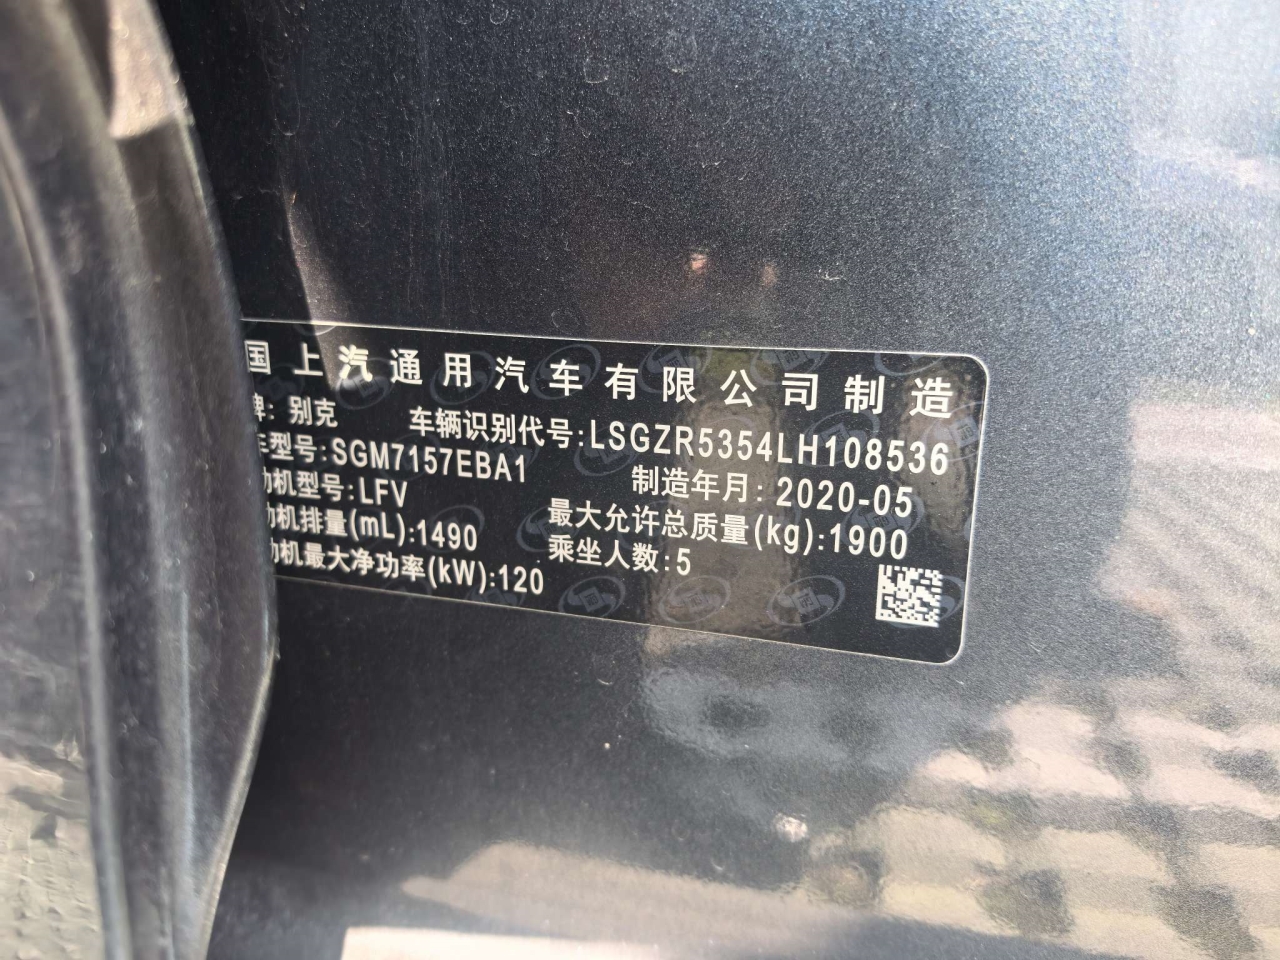 国上汽通用汽车有限公司制造
牌: 别克 车辆识别代号:LSGZR5354LH108536
车型号:SGM7157EBA1 制造年月: 2020-05
动机型号:LFV 最大允许总质量(kg):1900
动机排量(mL):1490 乘坐人数:5
动机最大净功率(kW):120